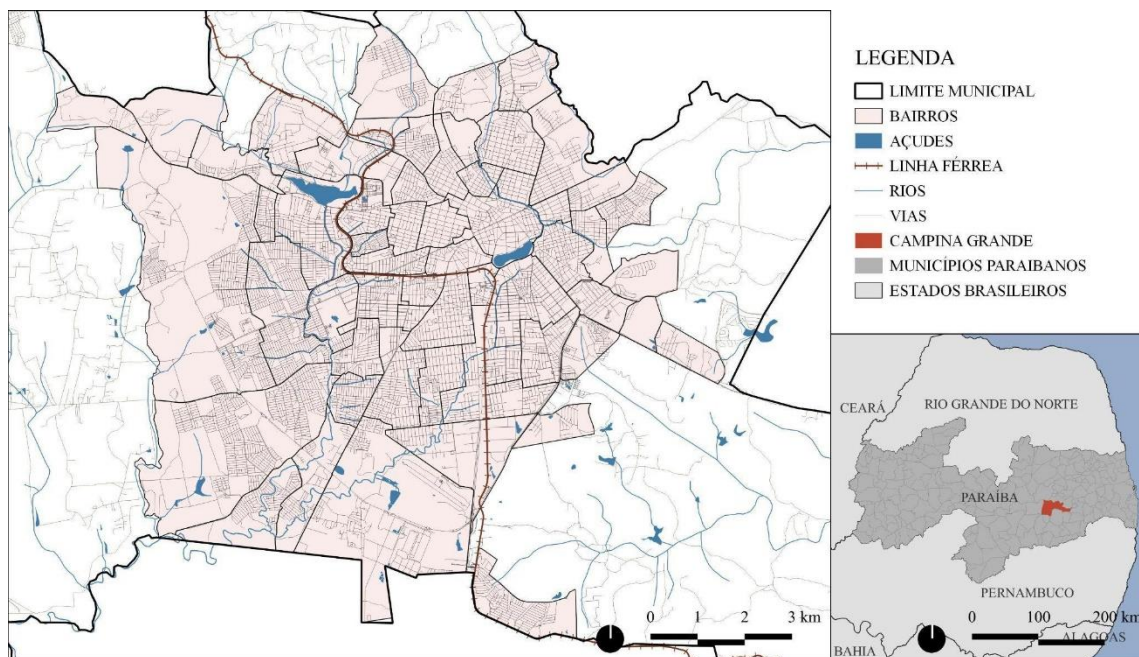 LEGENDA
LIMITE MUNICIPAL
BAIRROS
AÇUDES
LINHA FÉRREA
RIOS
VIAS
CAMPINA GRANDE
MUNICÍPIOS PARAIBANOS
ESTADOS BRASILEIROS
CEARÁ
RIO GRANDE DO NORTE
PARAÍBA
PERNAMBUCO
0 1 2 3 km
0 100 200 km
ALAGOAS
BAHIA